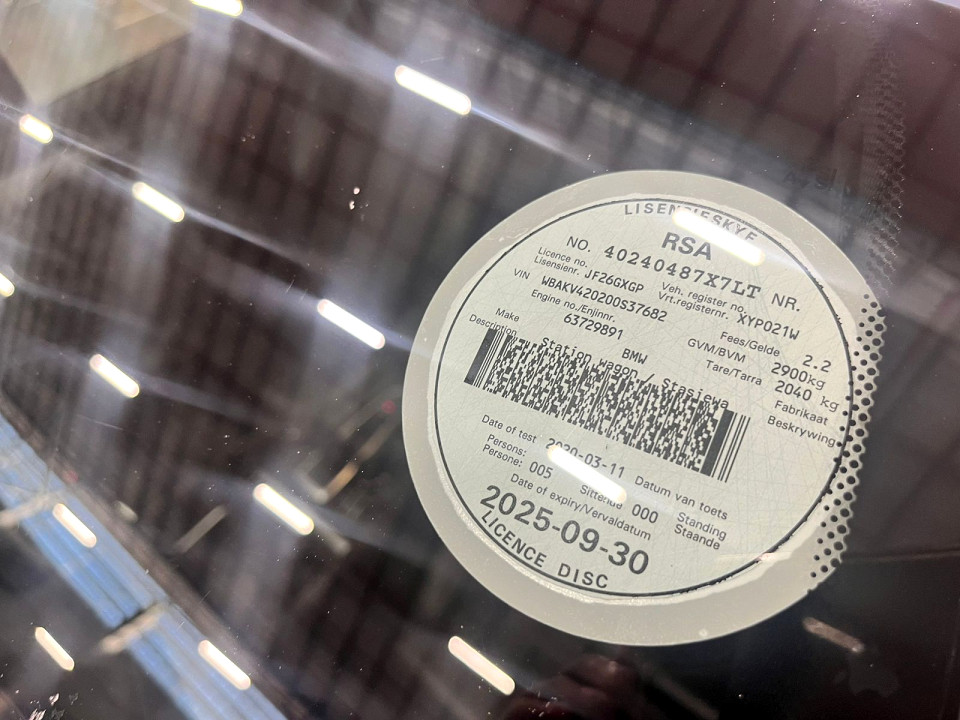 LISENSIESKYF
RSA
NO. 40240487X7LT NR.
Licence no. Veh. register no.
Lisensienr. JF26GXGP Vrt.registernr. XYP021W
VIN WBAKV420200S37682 Fees/Gelde 2.2
Engine no./Enjinnr. GVM/BVM 2900kg
63729891 Tare/Tarra 2040 kg
Make BMW Fabrikaat
Description Station wagon / Stasiewa Beskrywing
Date of test 2020-03-11 Datum van toets
Persons: Standing
Persone: 005 Sittende 000 Staande
Date of expiry/Vervaldatum
2025-09-30
LICENCE DISC